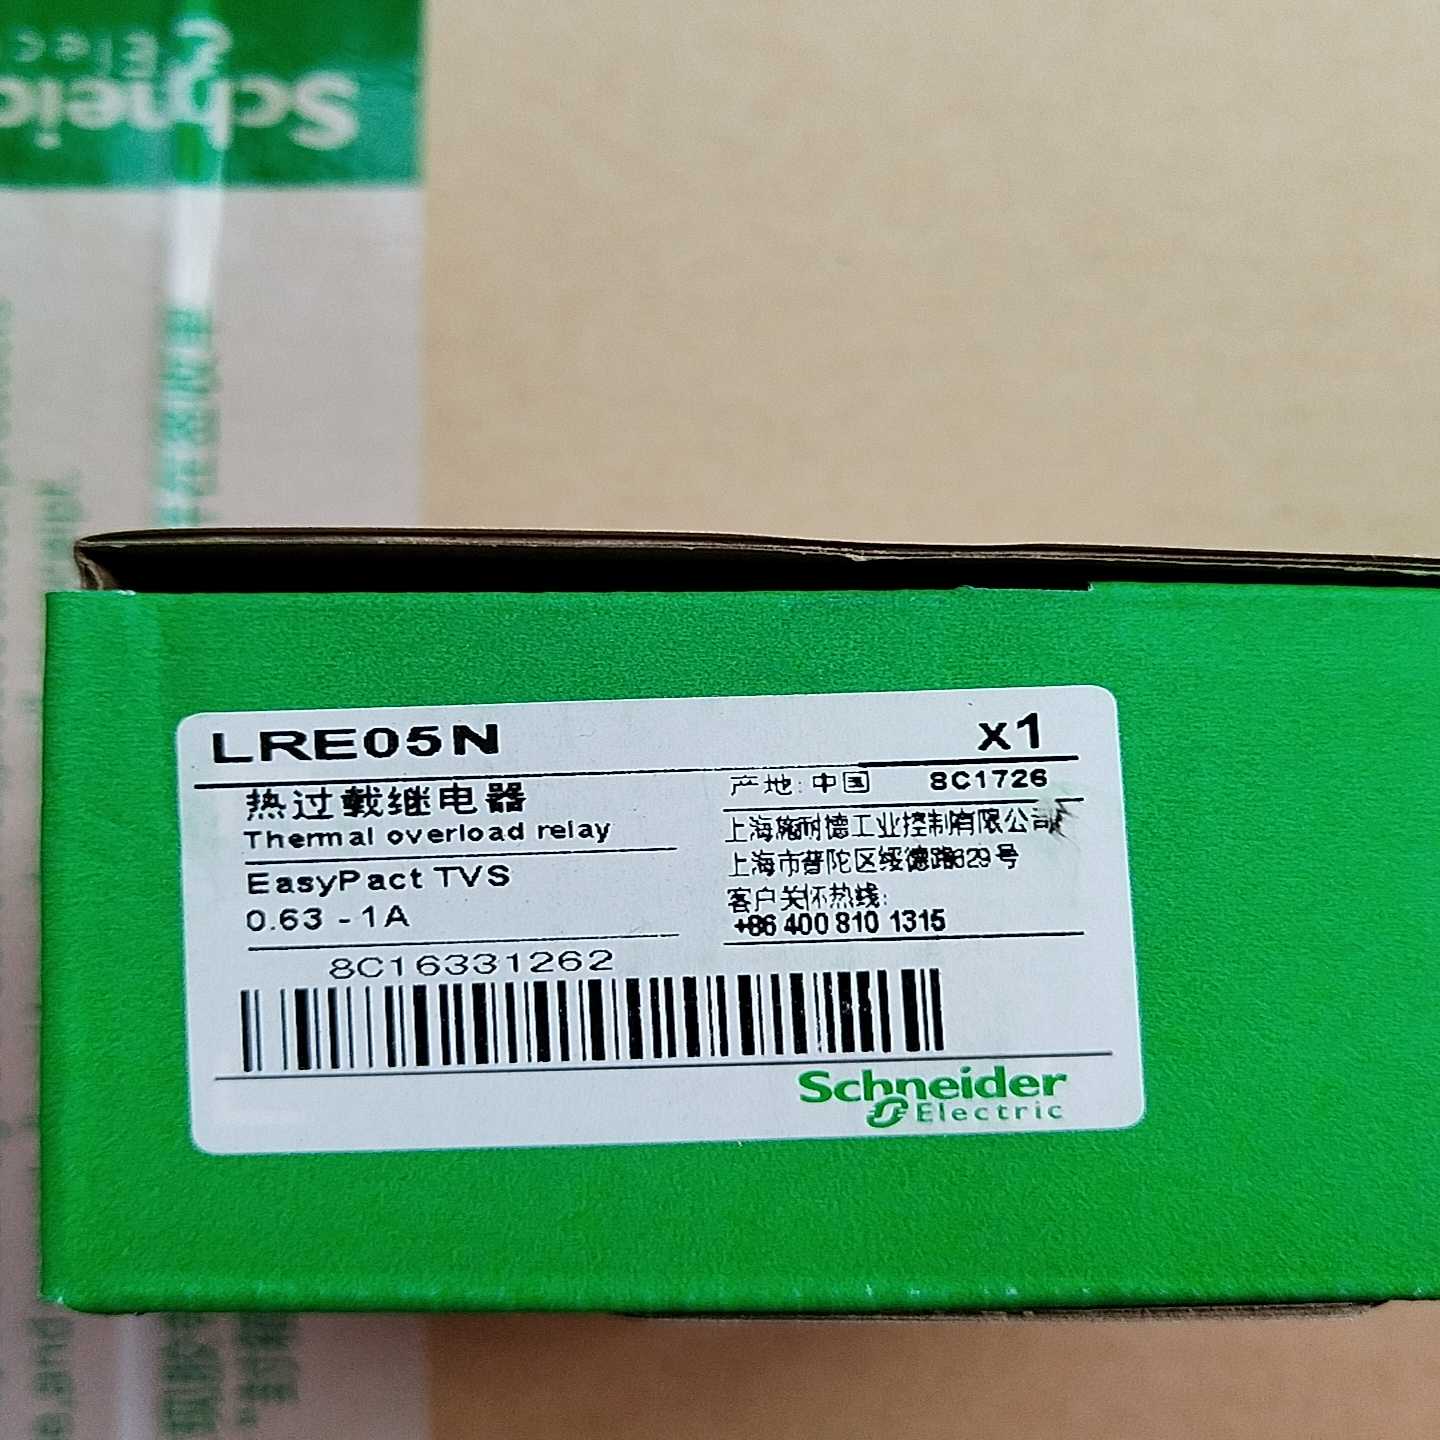 Schneid
Elec
LRE05N x1
热过载继电器
Thermal overload relay
EasyPact TVS
0.63 - 1A
产地: 中国 8C1726
上海施耐德工业控制有限公司
上海市普陀区绥德路629号
客户关怀热线:
+86 400 810 1315
8C16331262
Schneider
Electric